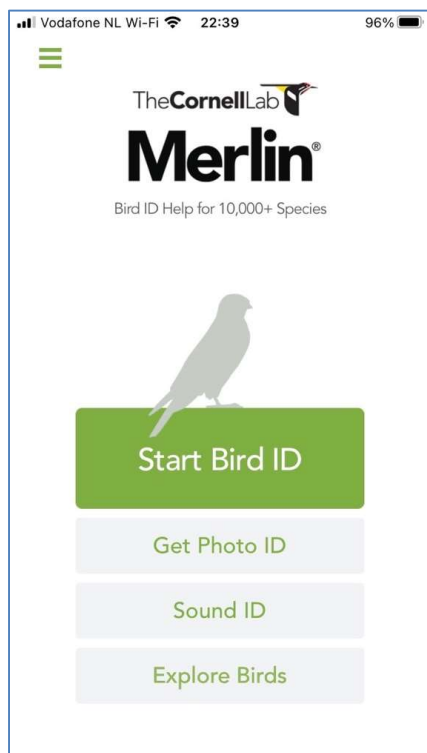 Vodafone NL Wi-Fi 22:39 96%
TheCornellLab
Merlin®
Bird ID Help for 10,000+ Species
Start Bird ID
Get Photo ID
Sound ID
Explore Birds